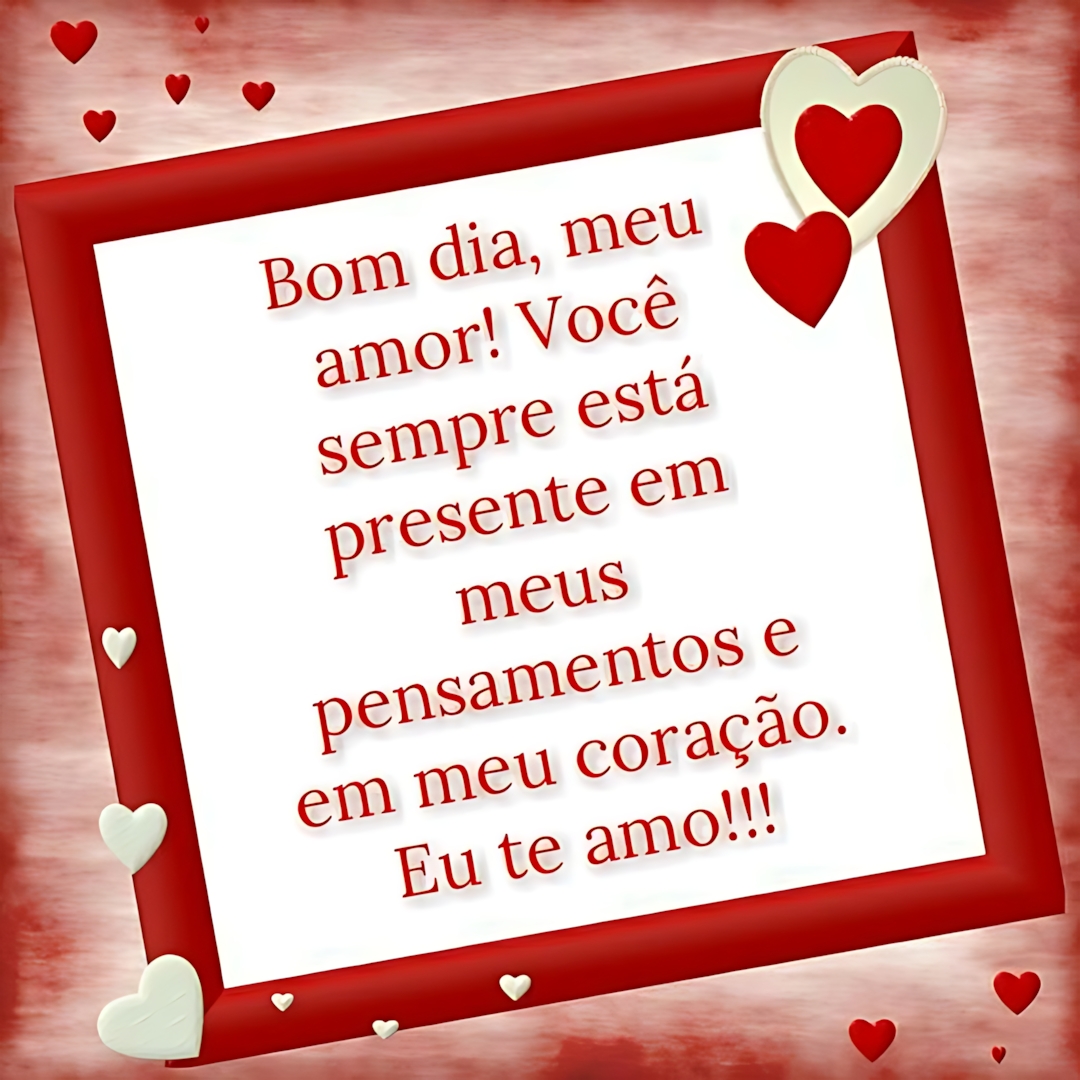 Bom dia, meu
amor! Você
sempre está
presente em
meus
pensamentos e
em meu coração.
Eu te amo!!!